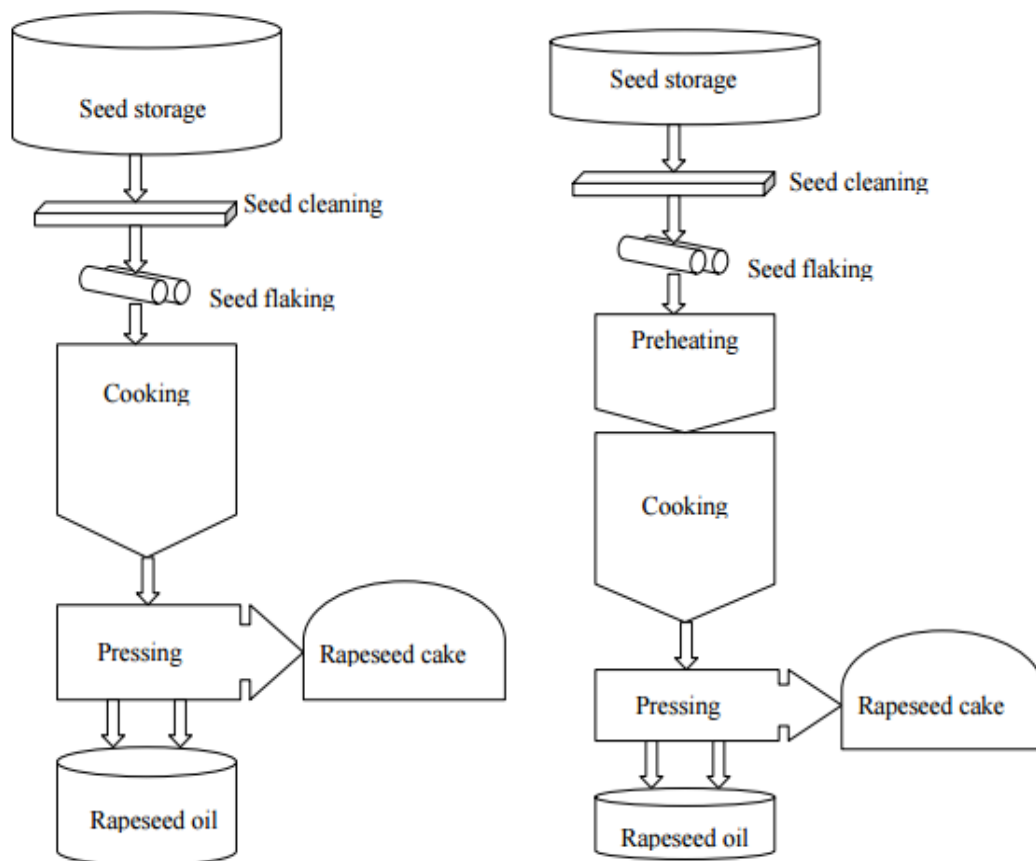 Seed storage
Seed cleaning
Seed flaking
Cooking
Pressing
Rapeseed cake
Rapeseed oil
Seed storage
Seed cleaning
Seed flaking
Preheating
Cooking
Pressing
Rapeseed cake
Rapeseed oil